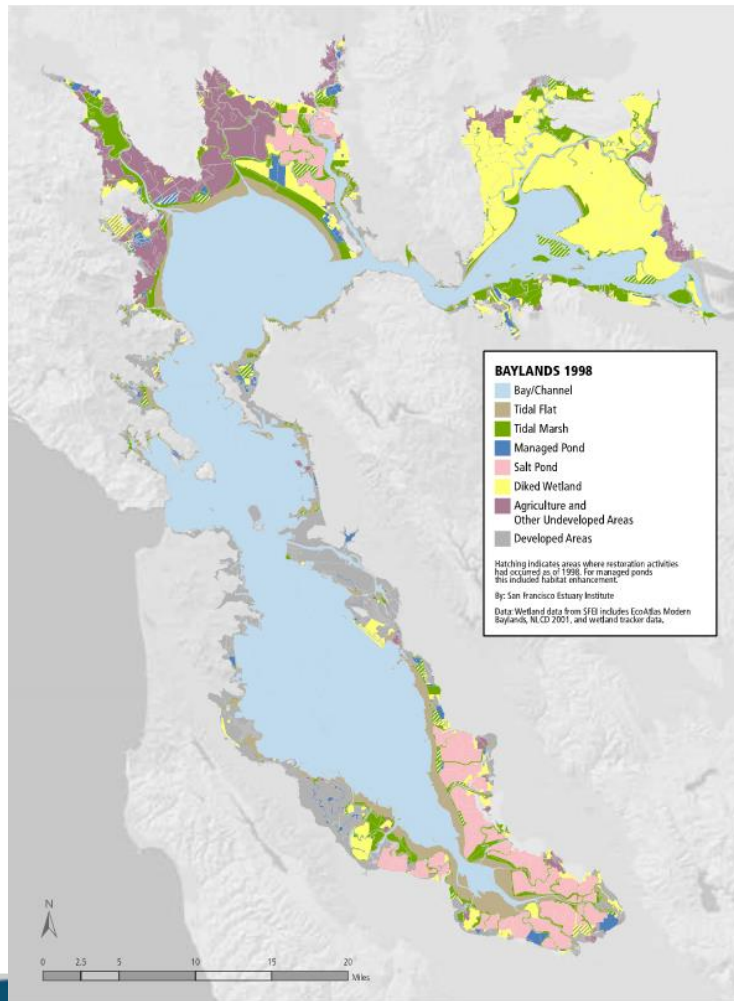 BAYLANDS 1998
Bay/Channel
Tidal Flat
Tidal Marsh
Managed Pond
Salt Pond
Diked Wetland
Agriculture and
Other Undeveloped Areas
Developed Areas
Hatching indicates areas where restoration activities
had occurred as of 1998. For managed ponds
this included habitat enhancement.
By: San Francisco Estuary Institute
Data: Wetland data from SFEI includes EcoAtlas Modern
Baylands, NLCD 2001, and wetland tracker data.
N
0 2.5 5 10 15 20
Miles